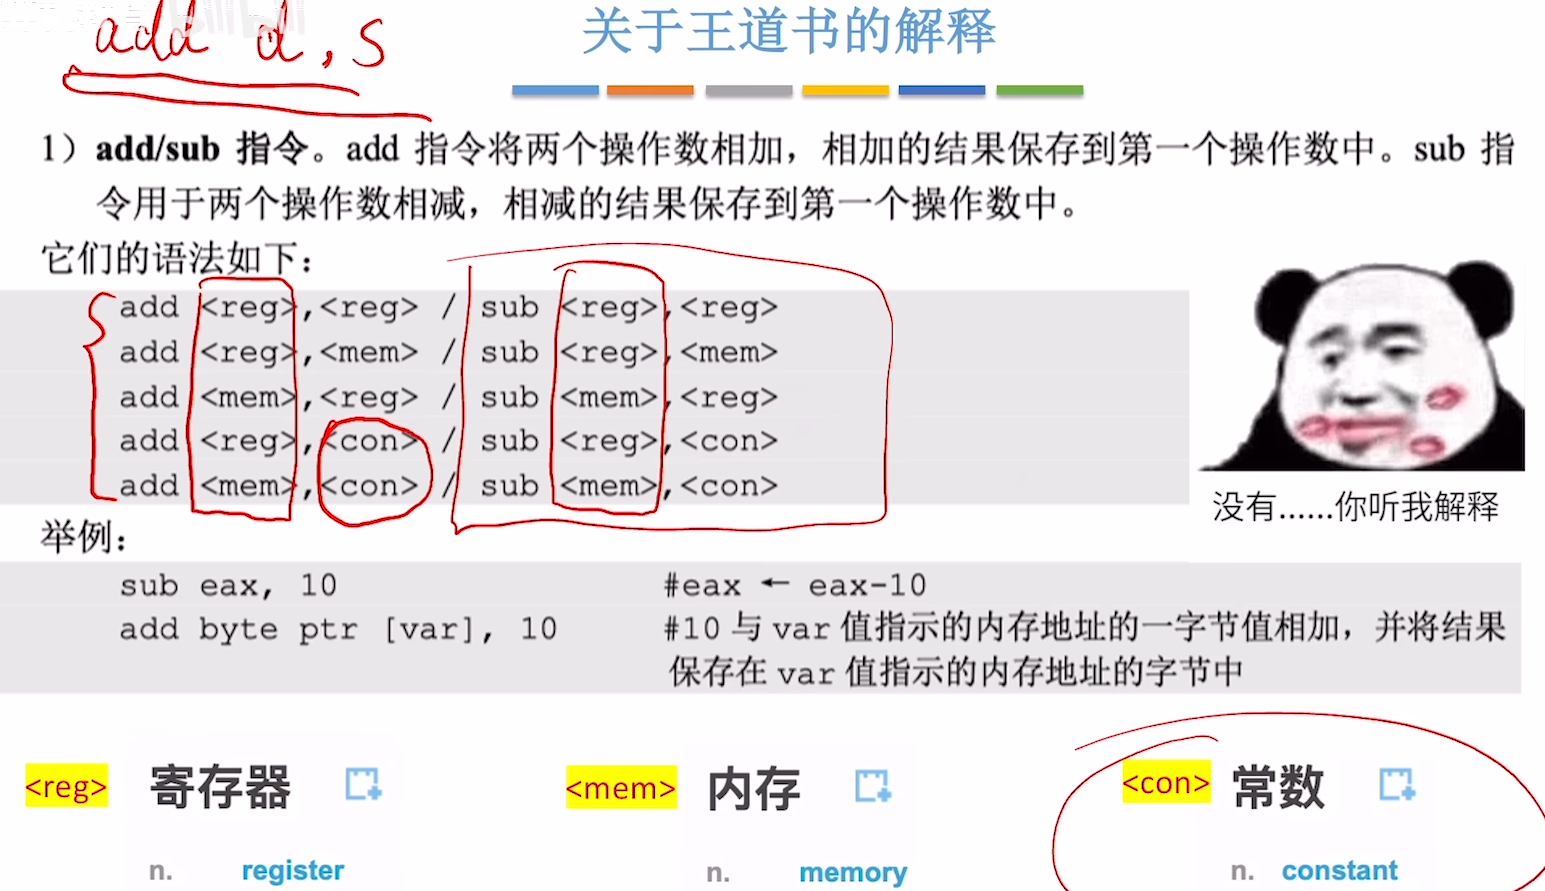 add d,s
关于王道书的解释
1）add/sub 指令。add 指令将两个操作数相加，相加的结果保存到第一个操作数中。sub 指
令用于两个操作数相减，相减的结果保存到第一个操作数中。
它们的语法如下：
add <reg>,<reg> / sub <reg>,<reg>
add <reg>,<mem> / sub <reg>,<mem>
add <mem>,<reg> / sub <mem>,<reg>
add <reg>,<con> / sub <reg>,<con>
add <mem>,<con> / sub <mem>,<con>
没有……你听我解释
举例：
sub eax, 10 #eax ← eax-10
add byte ptr [var], 10 #10 与 var 值指示的内存地址的一字节值相加，并将结果
保存在 var 值指示的内存地址的字节中
<reg> 寄存器 <mem> 内存 <con> 常数
n. register n. memory n. constant